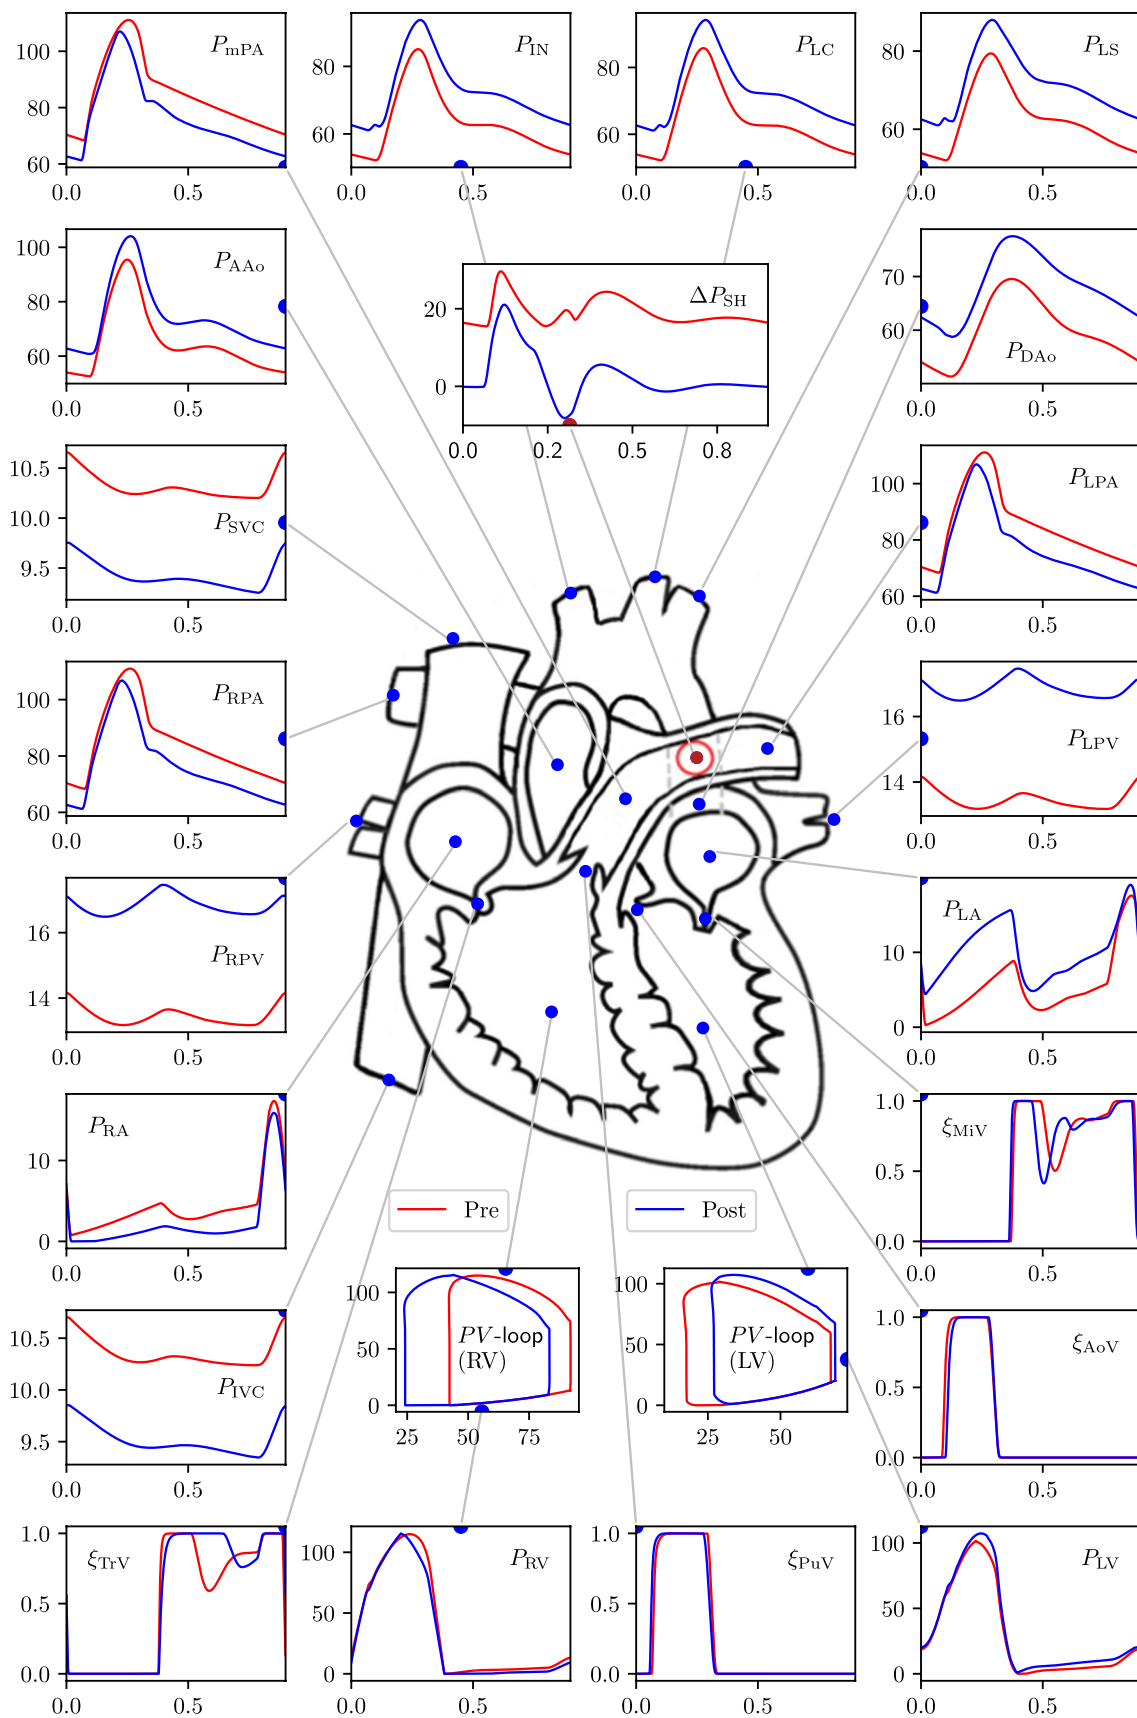 P_mPA
100
80
60
0.0 0.5
P_IN
80
60
0.0 0.5
P_LC
80
60
0.0 0.5
P_LS
80
60
0.0 0.5
P_AAo
100
80
60
0.0 0.5
ΔP_SH
20
0
0.0 0.2 0.5 0.8
P_DAo
70
60
0.0 0.5
P_SVC
10.5
10.0
9.5
0.0 0.5
P_LPA
100
80
60
0.0 0.5
P_RPA
100
80
60
0.0 0.5
P_LPV
16
14
0.0 0.5
P_RPV
16
14
0.0 0.5
P_LA
10
0
0.0 0.5
P_RA
10
0
0.0 0.5
ξ_MiV
1.0
0.5
0.0
0.0 0.5
Pre
Post
P_IVC
10.5
10.0
9.5
0.0 0.5
100
50
0
PV-loop
(RV)
25 50 75
100
50
0
PV-loop
(LV)
25 50
ξ_AoV
1.0
0.5
0.0
0.0 0.5
ξ_TrV
1.0
0.5
0.0
0.0 0.5
P_RV
100
50
0
0.0 0.5
ξ_PuV
1.0
0.5
0.0
0.0 0.5
P_LV
100
50
0
0.0 0.5